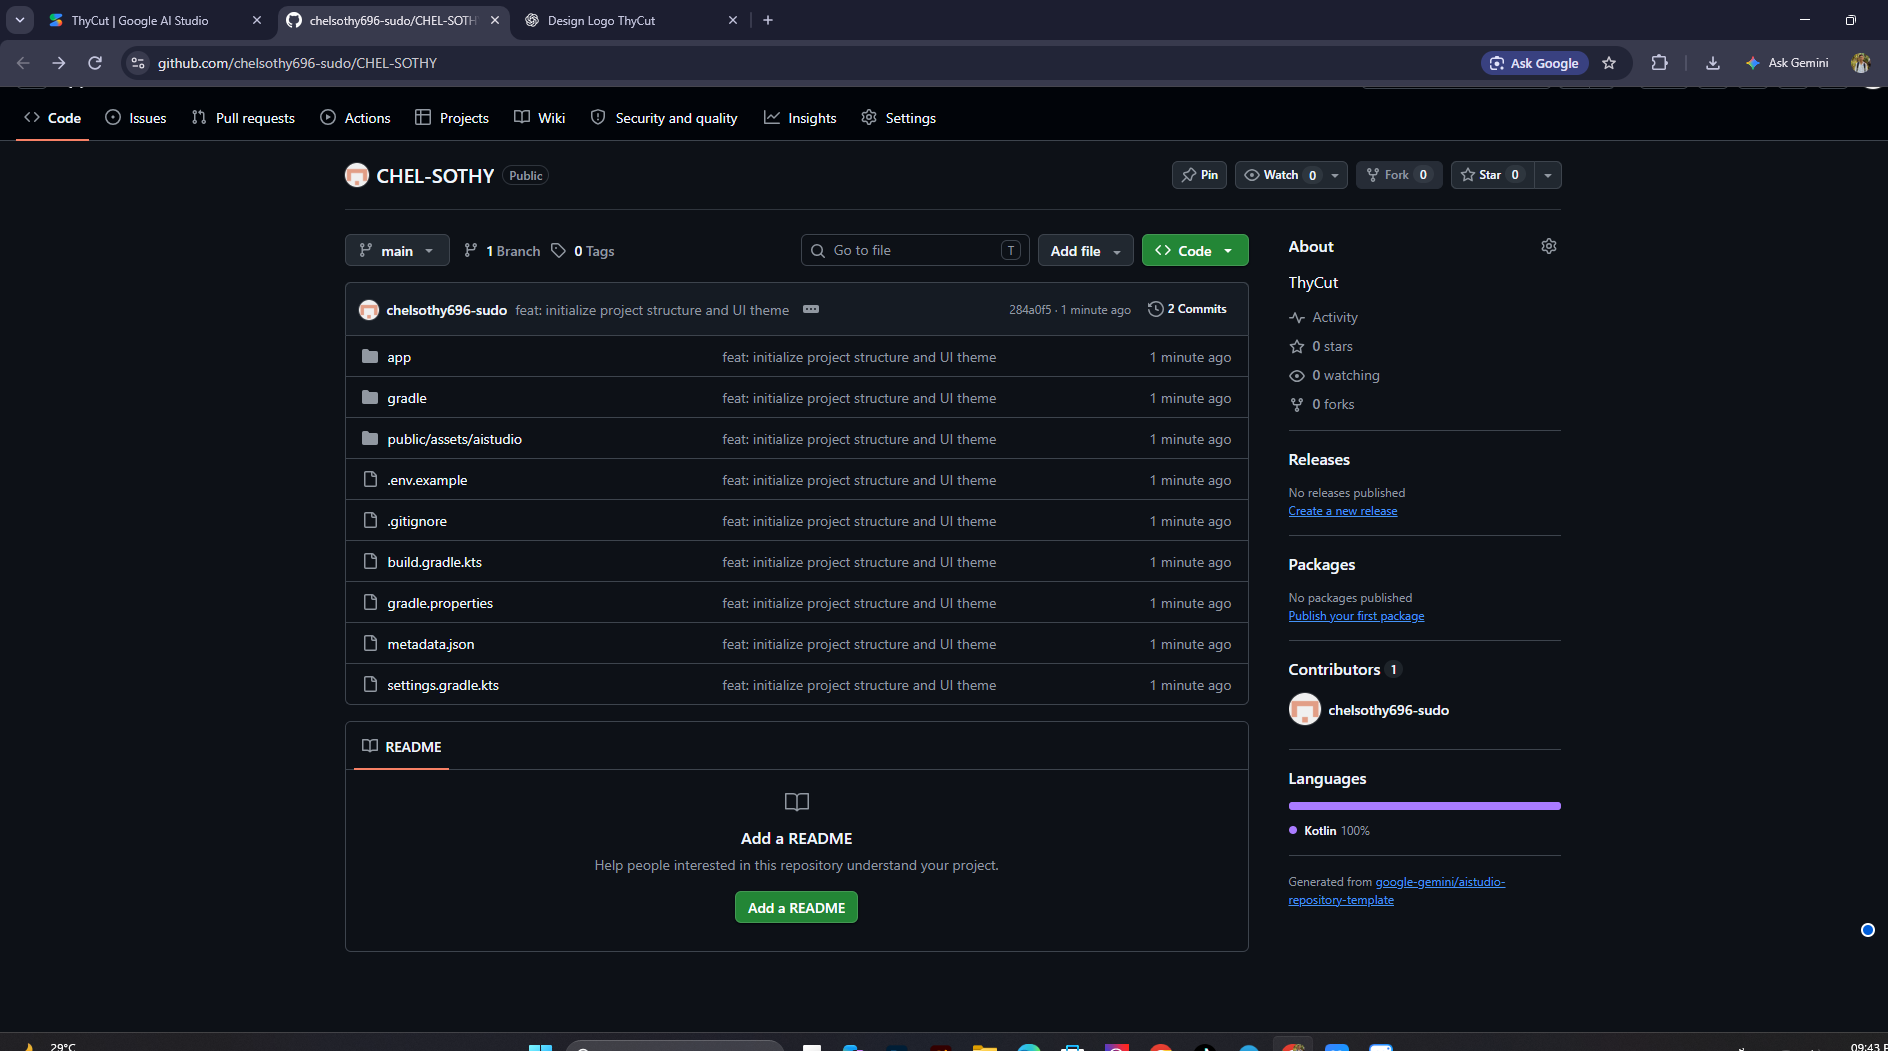 ThyCut | Google AI Studio
chelsothy696-sudo/CHEL-SOTH
Design Logo ThyCut
github.com/chelsothy696-sudo/CHEL-SOTHY
Ask Google
Ask Gemini
Code
Issues
Pull requests
Actions
Projects
Wiki
Security and quality
Insights
Settings
CHEL-SOTHY Public
Pin
Watch 0
Fork 0
Star 0
main
1 Branch
0 Tags
Go to file T
Add file
Code
chelsothy696-sudo feat: initialize project structure and UI theme 284a0f5 · 1 minute ago 2 Commits
app feat: initialize project structure and UI theme 1 minute ago
gradle feat: initialize project structure and UI theme 1 minute ago
public/assets/aistudio feat: initialize project structure and UI theme 1 minute ago
.env.example feat: initialize project structure and UI theme 1 minute ago
.gitignore feat: initialize project structure and UI theme 1 minute ago
build.gradle.kts feat: initialize project structure and UI theme 1 minute ago
gradle.properties feat: initialize project structure and UI theme 1 minute ago
metadata.json feat: initialize project structure and UI theme 1 minute ago
settings.gradle.kts feat: initialize project structure and UI theme 1 minute ago
README
Add a README
Help people interested in this repository understand your project.
Add a README
About
ThyCut
Activity
0 stars
0 watching
0 forks
Releases
No releases published
Create a new release
Packages
No packages published
Publish your first package
Contributors 1
chelsothy696-sudo
Languages
Kotlin 100%
Generated from google-gemini/aistudio-
repository-template
29°C
09:43